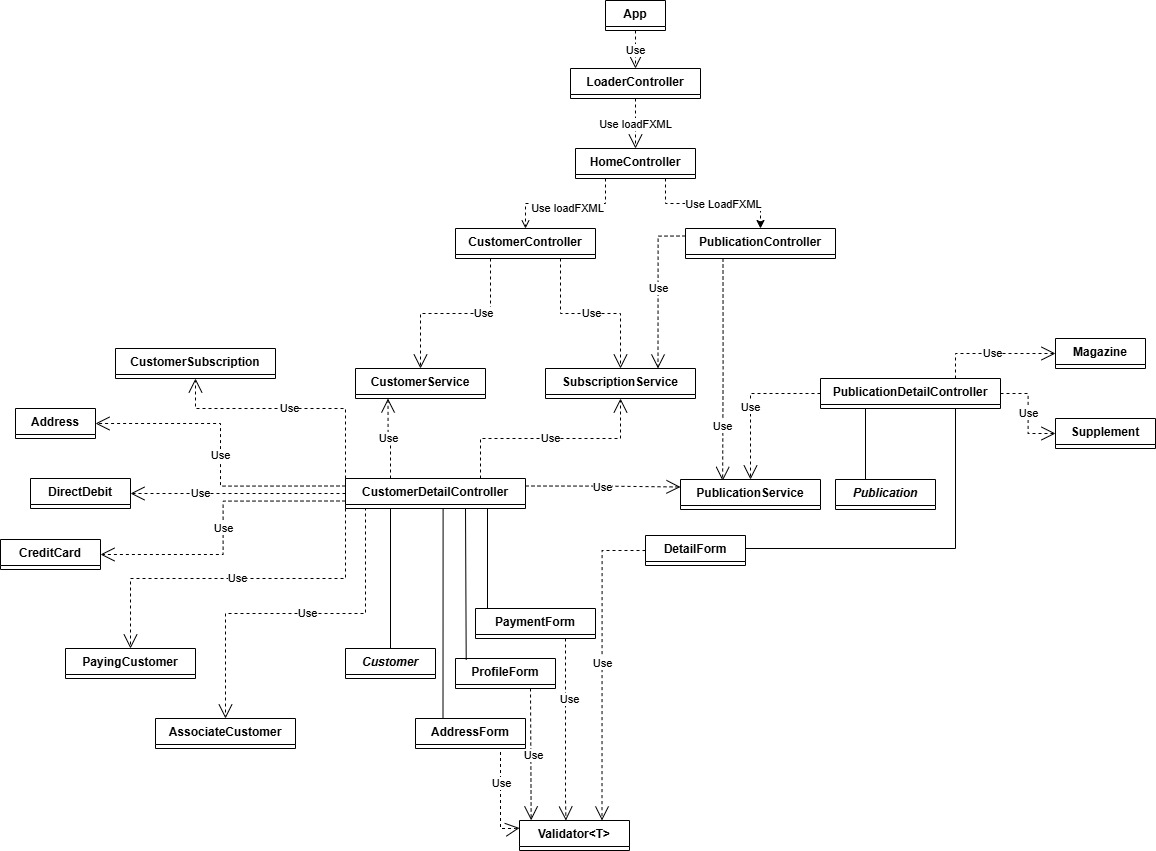 App
Use
LoaderController
Use loadFXML
HomeController
Use loadFXML
Use LoadFXML
CustomerController
PublicationController
Use
Use
Use
Use
CustomerSubscription
CustomerService
SubscriptionService
Magazine
Use
PublicationDetailController
Use
Use
Use
Address
Use
Use
Use
Supplement
Use
DirectDebit
Use
CustomerDetailController
Use
PublicationService
Publication
Use
CreditCard
DetailForm
Use
Use
PaymentForm
PayingCustomer
Customer
ProfileForm
Use
Use
AssociateCustomer
AddressForm
Use
Use
Validator<T>